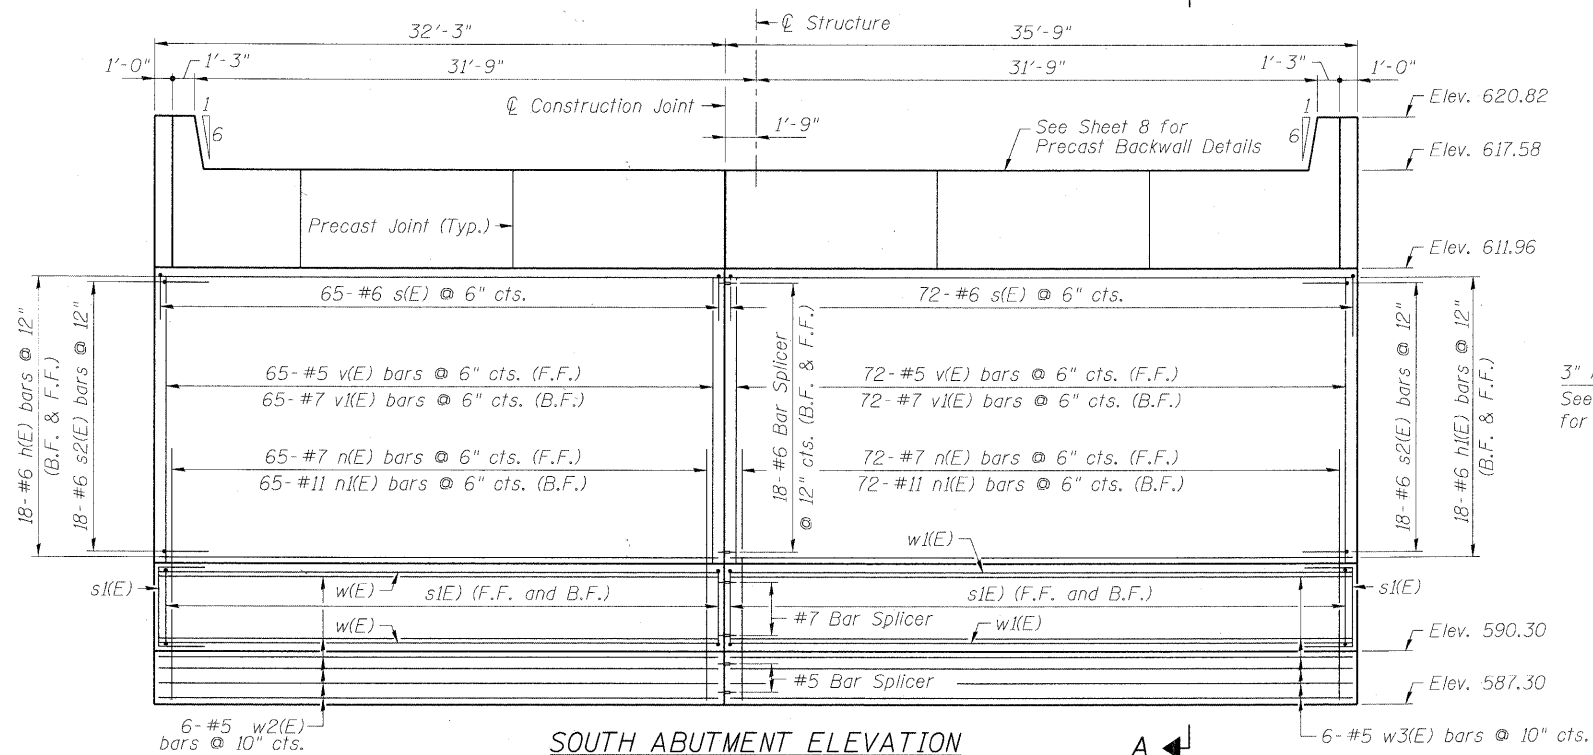 32'-3"
℄ Structure
35'-9"
1'-0"
1'-3"
31'-9"
31'-9"
1'-3"
1'-0"
℄ Construction Joint
1
6
1'-9"
See Sheet 8 for
Precast Backwall Details
1
6
Elev. 620.82
Elev. 617.58
Precast Joint (Typ.)
Elev. 611.96
65-#6 s(E) @ 6" cts.
72-#6 s(E) @ 6" cts.
18-#6 h(E) bars @ 12"
(B.F. & F.F.)
18-#6 s2(E) bars @ 12"
65-#5 v(E) bars @ 6" cts. (F.F.)
65-#7 v1(E) bars @ 6" cts. (B.F.)
65-#7 n(E) bars @ 6" cts. (F.F.)
65-#11 n1(E) bars @ 6" cts. (B.F.)
18-#6 Bar Splicer
@ 12" cts. (B.F. & F.F.)
72-#5 v(E) bars @ 6" cts. (F.F.)
72-#7 v1(E) bars @ 6" cts. (B.F.)
72-#7 n(E) bars @ 6" cts. (F.F.)
72-#11 n1(E) bars @ 6" cts. (B.F.)
18-#6 s2(E) bars @ 12"
18-#6 h1(E) bars @ 12"
(B.F. & F.F.)
3"
See
for
w1(E)
s1(E)
w(E)
s1E) (F.F. and B.F.)
s1E) (F.F. and B.F.)
s1(E)
w(E)
#7 Bar Splicer
w1(E)
Elev. 590.30
#5 Bar Splicer
Elev. 587.30
6-#5 w2(E)
bars @ 10" cts.
SOUTH ABUTMENT ELEVATION
A
6-#5 w3(E) bars @ 10" cts.